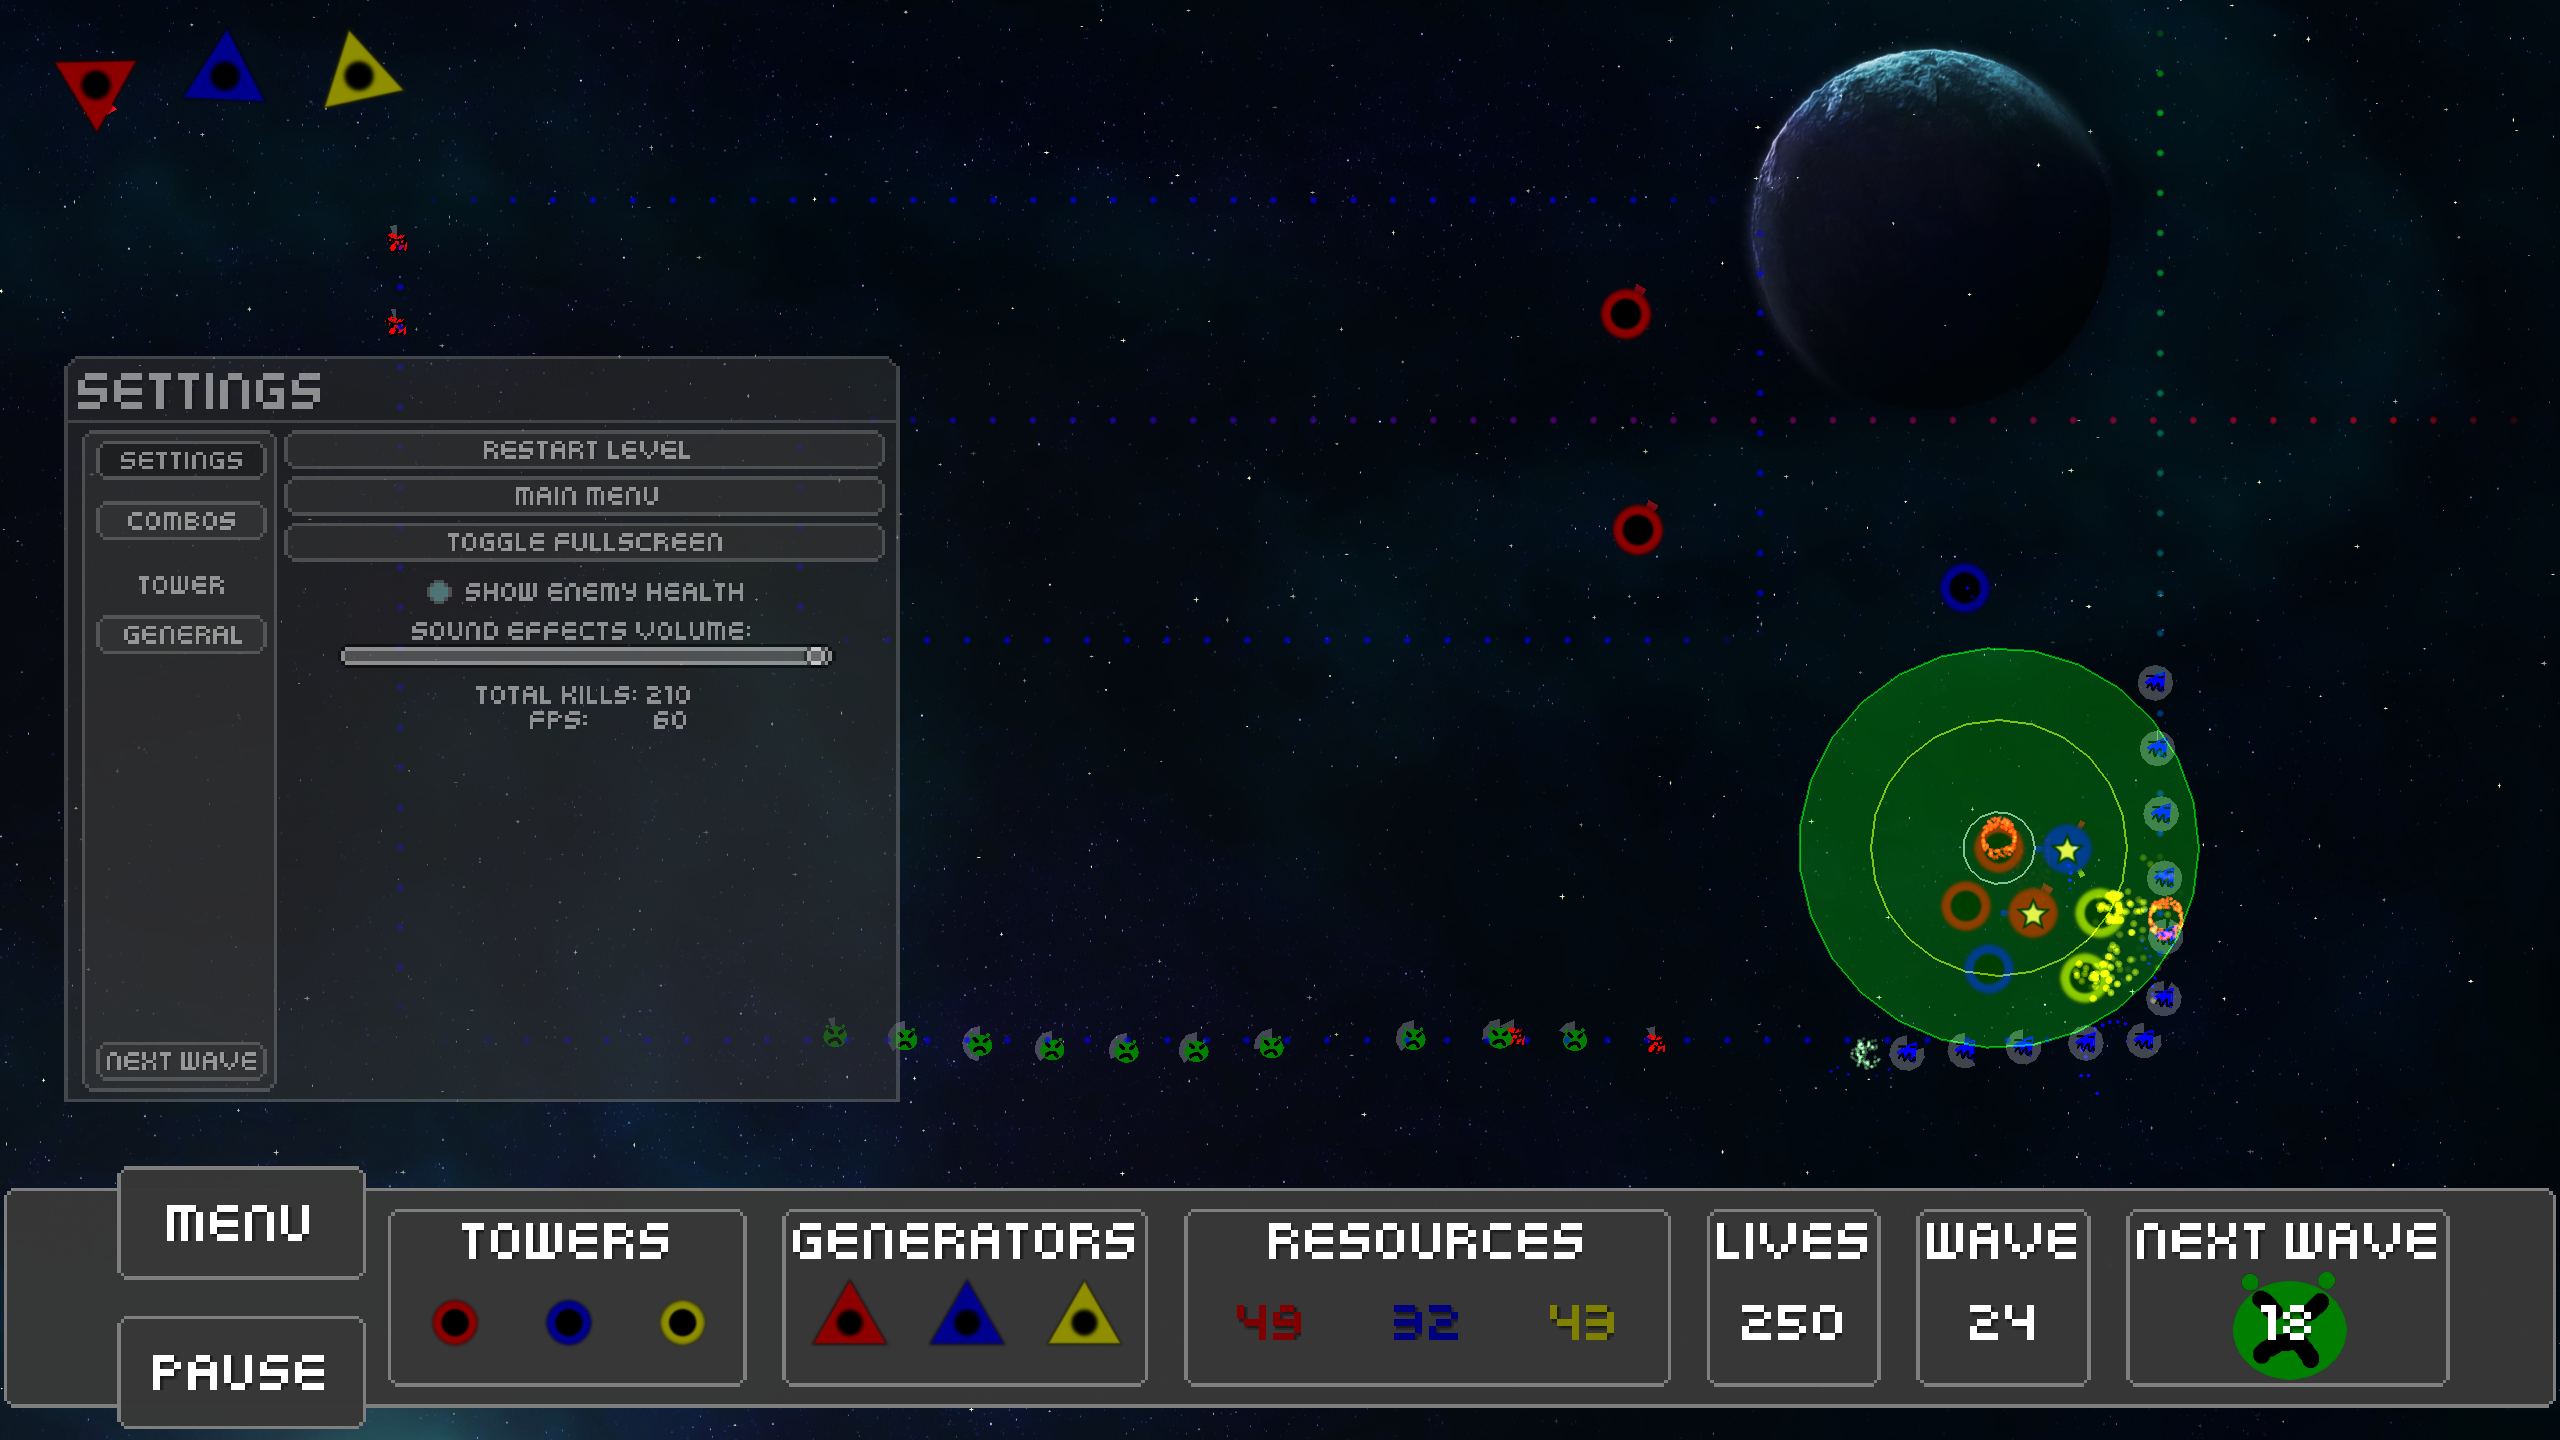 SETTINGS
SETTINGS
COMBOS
TOWER
GENERAL
NEXT WAVE
RESTART LEVEL
MAIN MENU
TOGGLE FULLSCREEN
SHOW ENEMY HEALTH
SOUND EFFECTS VOLUME:
TOTAL KILLS: 210
FPS: 60
MENU
PAUSE
TOWERS
GENERATORS
RESOURCES
49 32 43
LIVES
250
WAVE
24
NEXT WAVE
18